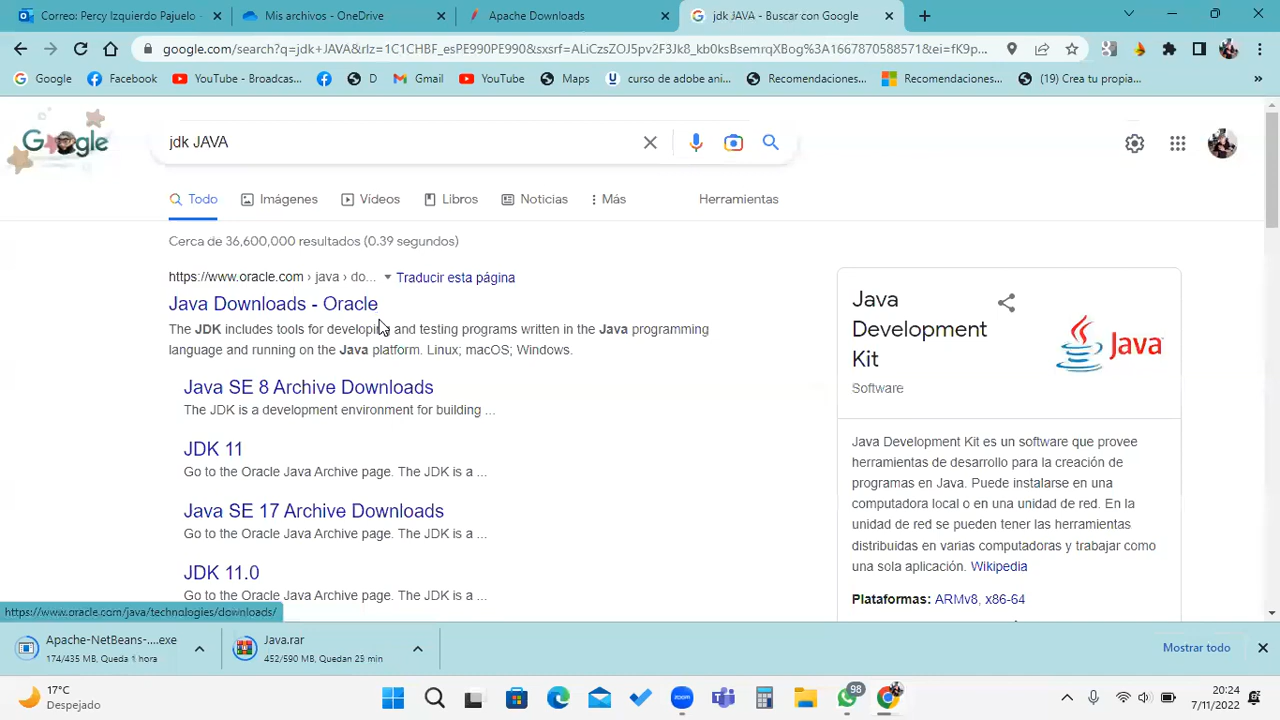 Correo: Percy Izquierdo Pajuelo - O
Mis archivos - OneDrive
Apache Downloads
jdk JAVA - Buscar con Google
google.com/search?q=jdk+JAVA&rlz=1C1CHBF_esPE990PE990&sxsrf=ALiCzsZOJ5pv2F3Jk8_kb0ksBsemrqXBog%3A1667870588571&ei=fK9p...
Google
Facebook
YouTube - Broadcas...
D
Gmail
YouTube
Maps
curso de adobe ani...
Recomendaciones...
Recomendaciones...
(19) Crea tu propia...
»
Google
jdk JAVA
Todo
Imágenes
Videos
Libros
Noticias
Más
Herramientas
Cerca de 36,600,000 resultados (0.39 segundos)
https://www.oracle.com › java › do... Traducir esta página
Java Downloads - Oracle
The JDK includes tools for developing and testing programs written in the Java programming
language and running on the Java platform. Linux; macOS; Windows.
Java SE 8 Archive Downloads
The JDK is a development environment for building ...
JDK 11
Go to the Oracle Java Archive page. The JDK is a ...
Java SE 17 Archive Downloads
Go to the Oracle Java Archive page. The JDK is a ...
JDK 11.0
Go to the Oracle Java Archive page. The JDK is a ...
Java
Development
Kit
Software
Java
Java Development Kit es un software que provee
herramientas de desarrollo para la creación de
programas en Java. Puede instalarse en una
computadora local o en una unidad de red. En la
unidad de red se pueden tener las herramientas
distribuidas en varias computadoras y trabajar como
una sola aplicación. Wikipedia
Plataformas: ARMv8, x86-64
https://www.oracle.com/java/technologies/downloads/
Apache-NetBeans-....exe
174/435 MB, Queda 1 hora
Java.rar
452/590 MB, Quedan 25 min
Mostrar todo
17°C
Despejado
98
20:24
7/11/2022